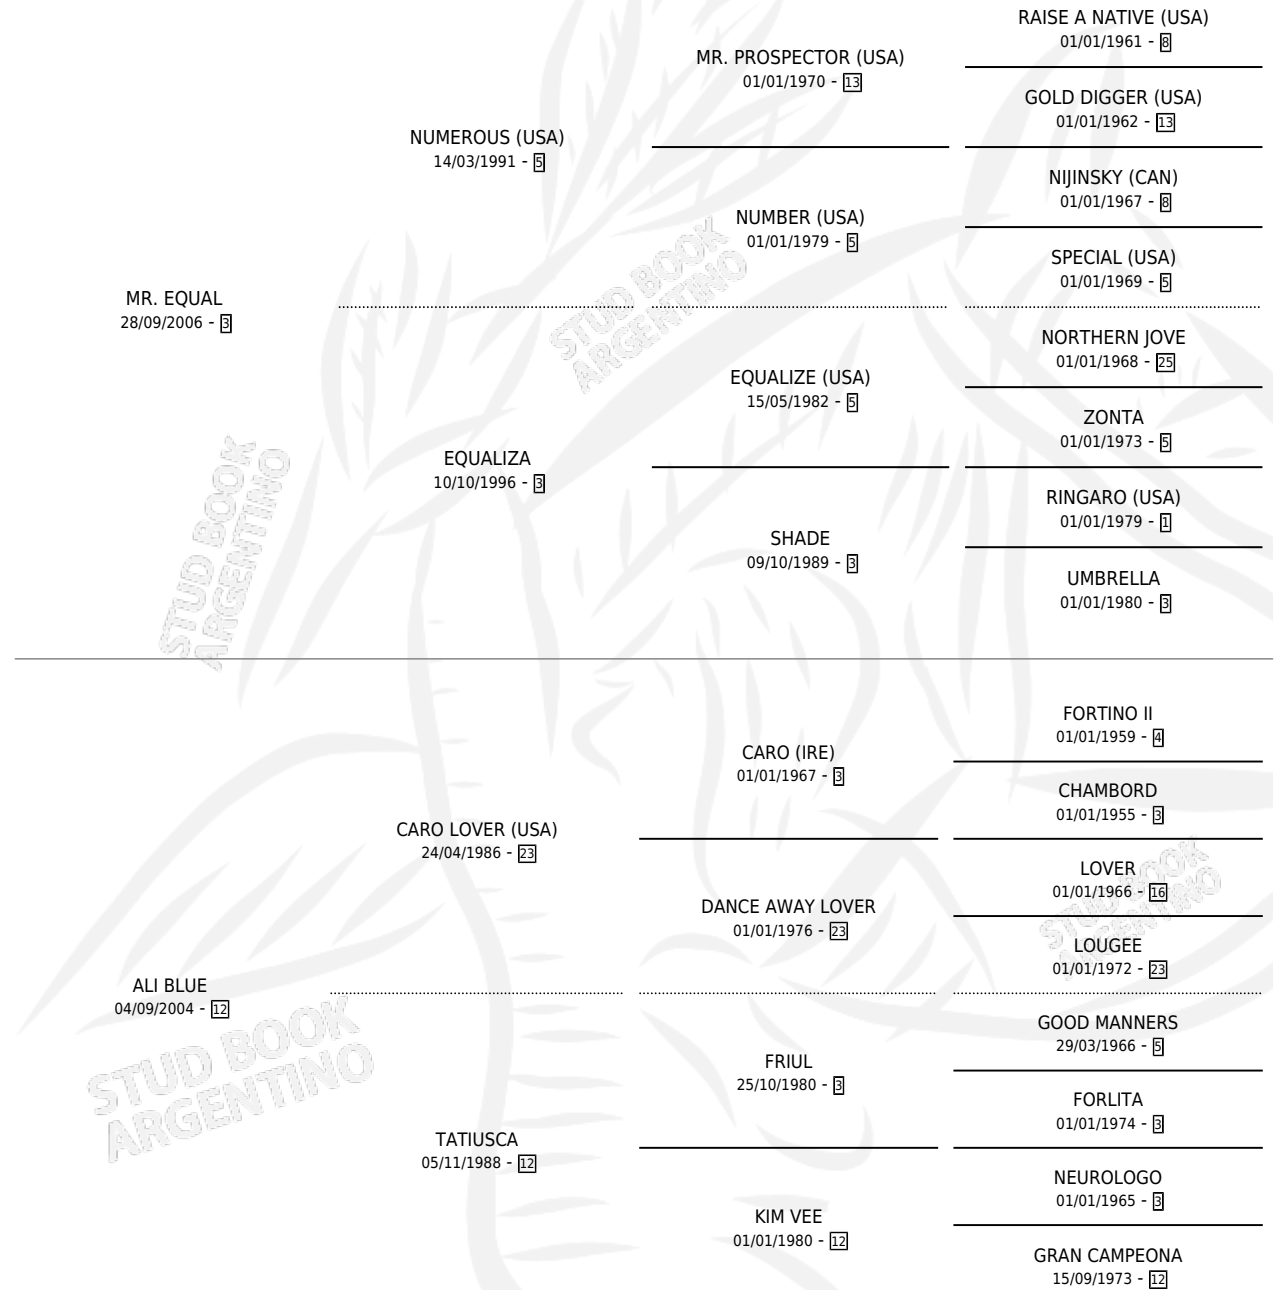 RAISE A NATIVE (USA)
01/01/1961 - 8
MR. PROSPECTOR (USA)
01/01/1970 - 13
GOLD DIGGER (USA)
01/01/1962 - 13
NUMEROUS (USA)
14/03/1991 - 5
NIJINSKY (CAN)
01/01/1967 - 8
NUMBER (USA)
01/01/1979 - 5
SPECIAL (USA)
01/01/1969 - 5
MR. EQUAL
28/09/2006 - 3
NORTHERN JOVE
01/01/1968 - 25
EQUALIZE (USA)
15/05/1982 - 5
ZONTA
01/01/1973 - 5
EQUALIZA
10/10/1996 - 3
RINGARO (USA)
01/01/1979 - 1
SHADE
09/10/1989 - 3
UMBRELLA
01/01/1980 - 3
FORTINO II
01/01/1959 - 4
CARO (IRE)
01/01/1967 - 3
CHAMBORD
01/01/1955 - 3
CARO LOVER (USA)
24/04/1986 - 23
LOVER
01/01/1966 - 16
DANCE AWAY LOVER
01/01/1976 - 23
LOUGEE
01/01/1972 - 23
ALI BLUE
04/09/2004 - 12
GOOD MANNERS
29/03/1966 - 5
FRIUL
25/10/1980 - 3
FORLITA
01/01/1974 - 3
TATIUSCA
05/11/1988 - 12
NEUROLOGO
01/01/1965 - 3
KIM VEE
01/01/1980 - 12
GRAN CAMPEONA
15/09/1973 - 12
STUD BOOK
ARGENTINO
STUD BOOK
ARGENTINO
STUD BOOK
ARGENTINO
STUD BOOK
ARGENTINO